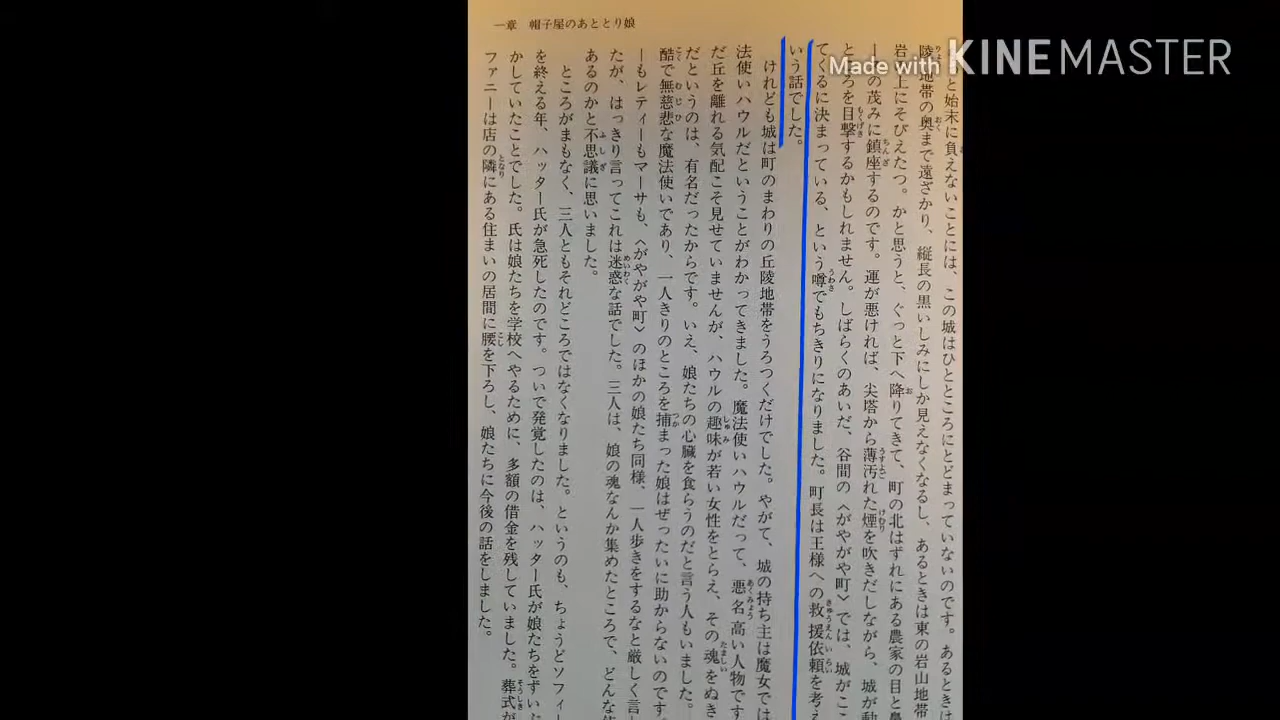 一章　帽子屋のあととり娘
Made with KINEMASTER
と始末に負えないことには、この城はひとところにとどまっていないのです。あるときは
陵地帯の奥まで遠ざかり、縦長の黒いしみにしか見えなくなるし、あるときは東の岩山地帯
岩の上にそびえたつ。かと思うと、ぐっと下へ降りてきて、町の北はずれにある農家の目と鼻
の茂みに鎮座するのです。運が悪ければ、尖塔から薄汚れた煙を吹きだしながら、城が動
ところを目撃するかもしれません。しばらくのあいだ、谷間の〈がやがや町〉では、城がここ
てくるに決まっている、という噂でもちきりになりました。町長は王様への救援依頼を考え
いう話でした。
けれども城は町のまわりの丘陵地帯をうろつくだけでした。やがて、城の持ち主は魔女では
法使いハウルだということがわかってきました。魔法使いハウルだって、悪名高い人物です
だ丘を離れる気配こそ見せていませんが、ハウルの趣味が若い女性をとらえ、その魂をぬき
だというのは、有名だったからです。いえ、娘たちの心臓を食らうのだと言う人もいました。
酷で無慈悲な魔法使いであり、一人きりのところを捕まった娘はぜったいに助からないのです
ーもレティーもマーサも、〈がやがや町〉のほかの娘たち同様、一人歩きをするなと厳しく言
たが、はっきり言ってこれは迷惑な話でした。三人は、娘の魂なんか集めたところで、どんな
あるのかと不思議に思いました。
ところがまもなく、三人ともそれどころではなくなりました。というのも、ちょうどソフィー
を終える年、ハッター氏が急死したのです。ついで発覚したのは、ハッター氏が娘たちをずい
かしていたことでした。氏は娘たちを学校へやるために、多額の借金を残していました。葬式が
ファニーは店の隣にある住まいの居間に腰を下ろし、娘たちに今後の話をしました。